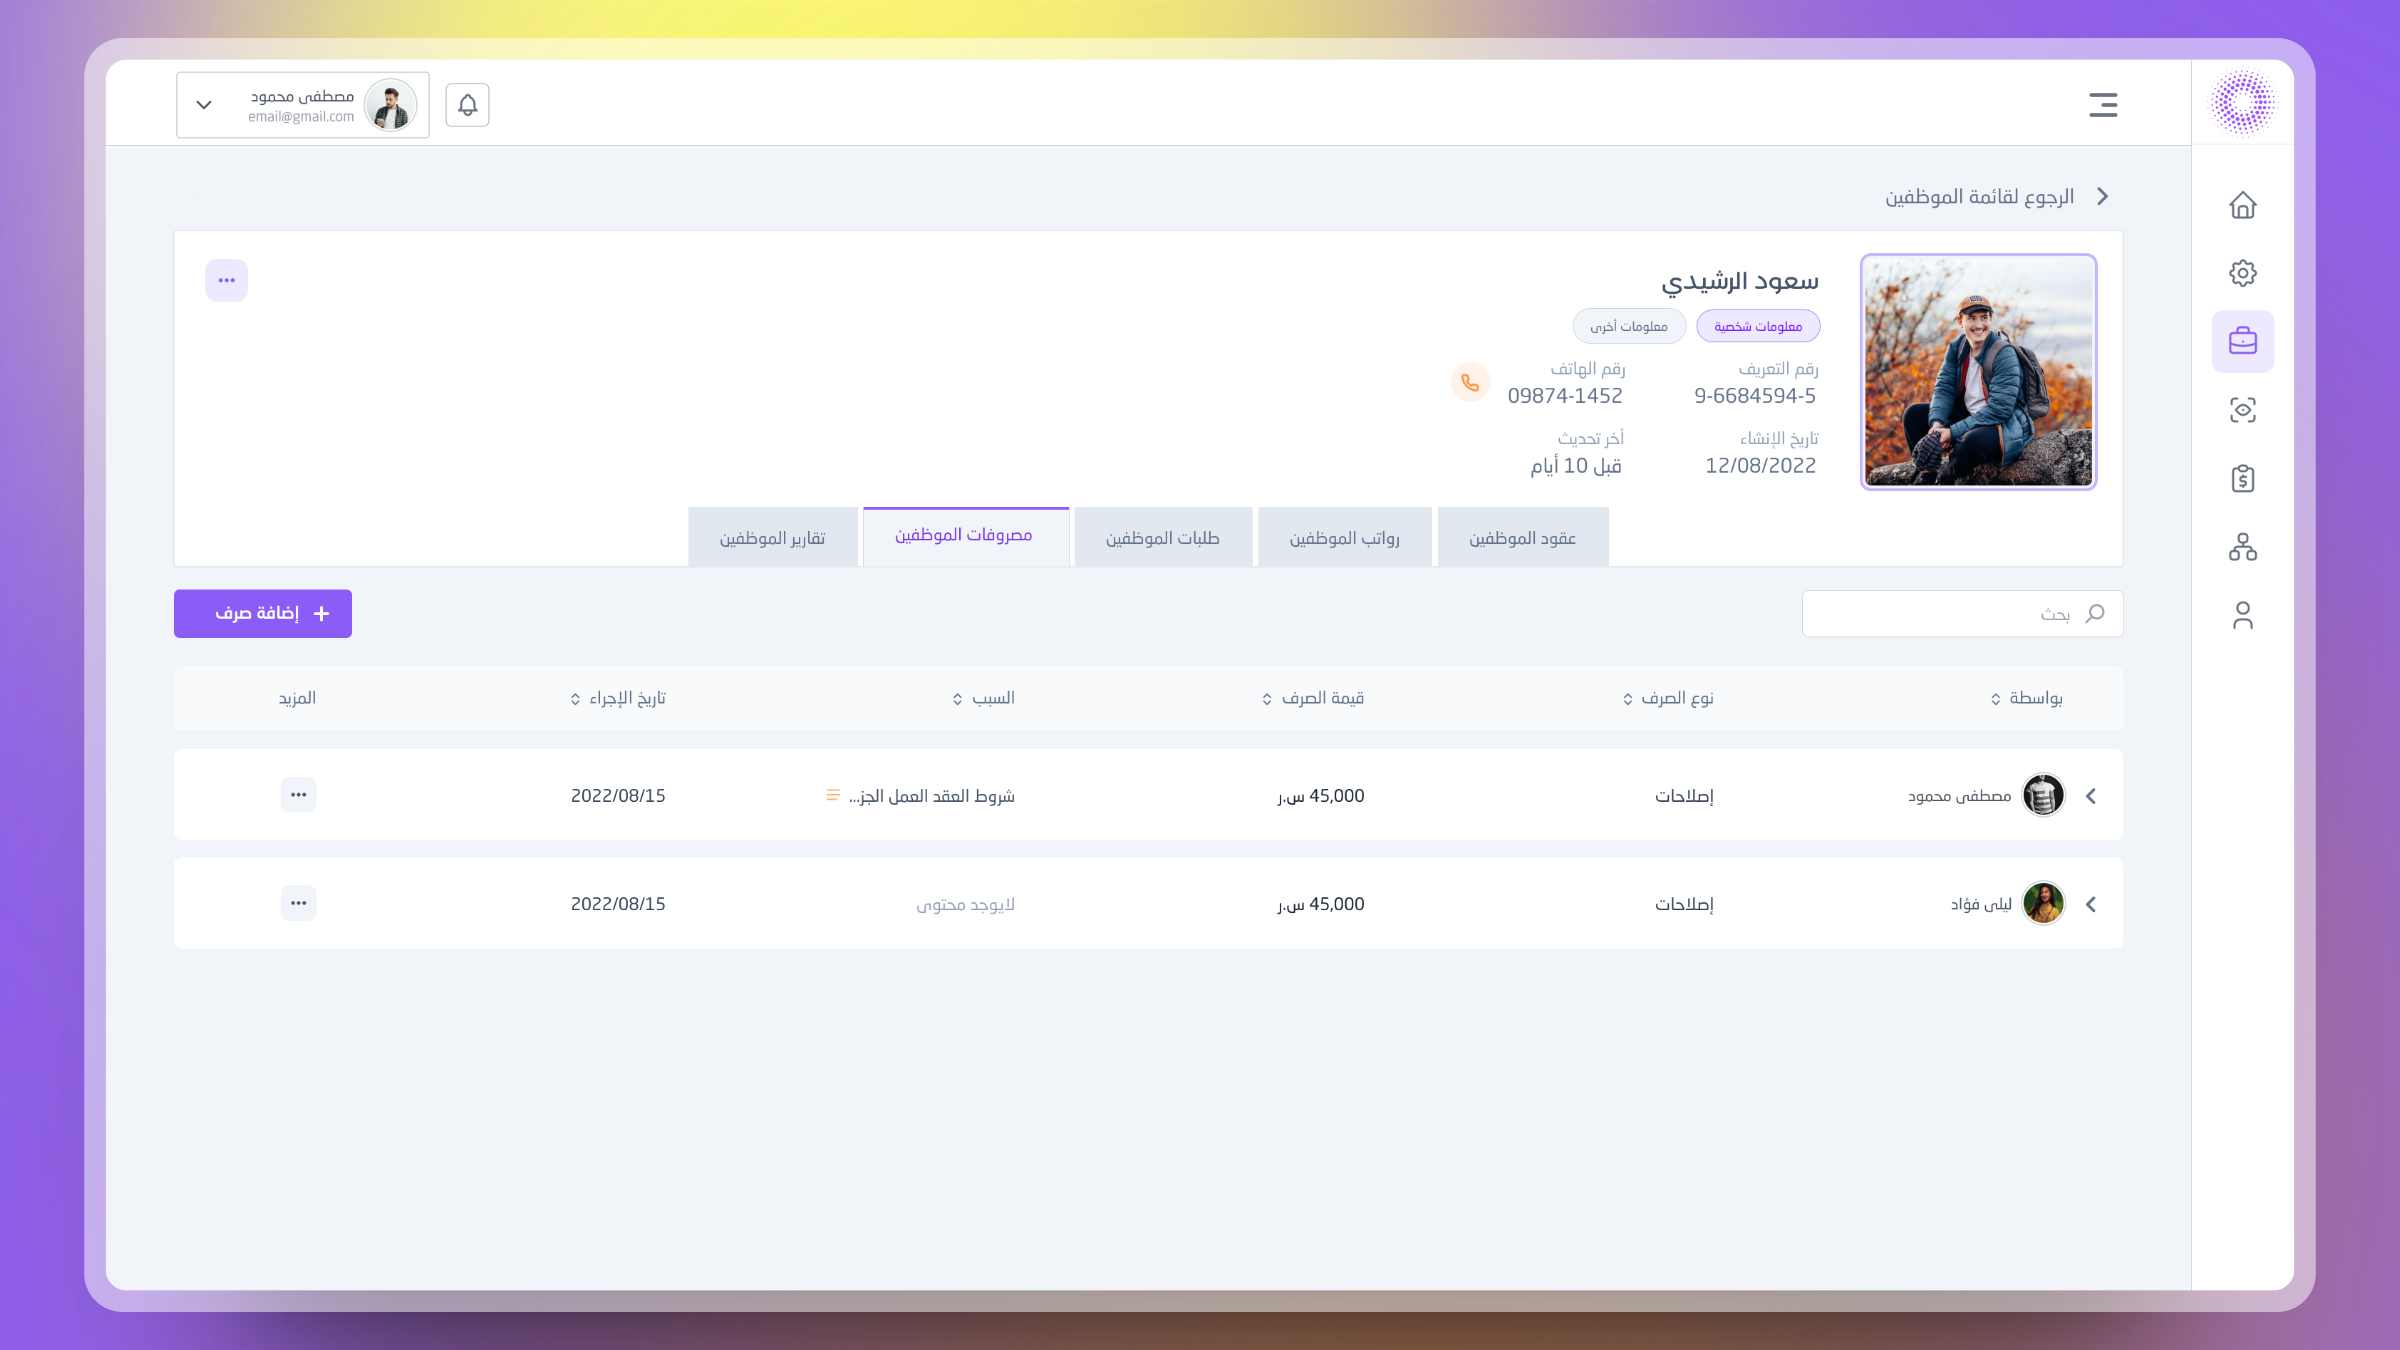 مصطفى محمود
email@gmail.com
الرجوع لقائمة الموظفين
سعود الرشيدي
معلومات شخصية
معلومات أخرى
رقم التعريف
رقم الهاتف
9-6684594-5
09874-1452
تاريخ الإنشاء
أخر تحديث
12/08/2022
قبل 10 أيام
عقود الموظفين
رواتب الموظفين
طلبات الموظفين
مصروفات الموظفين
تقارير الموظفين
بحث
إضافة صرف
بواسطة
نوع الصرف
قيمة الصرف
السبب
تاريخ الإجراء
المزيد
مصطفى محمود
إصلاحات
45,000 س.ر
شروط العقد العمل الجز...
2022/08/15
ليلى فؤاد
إصلاحات
45,000 س.ر
لايوجد محتوى
2022/08/15